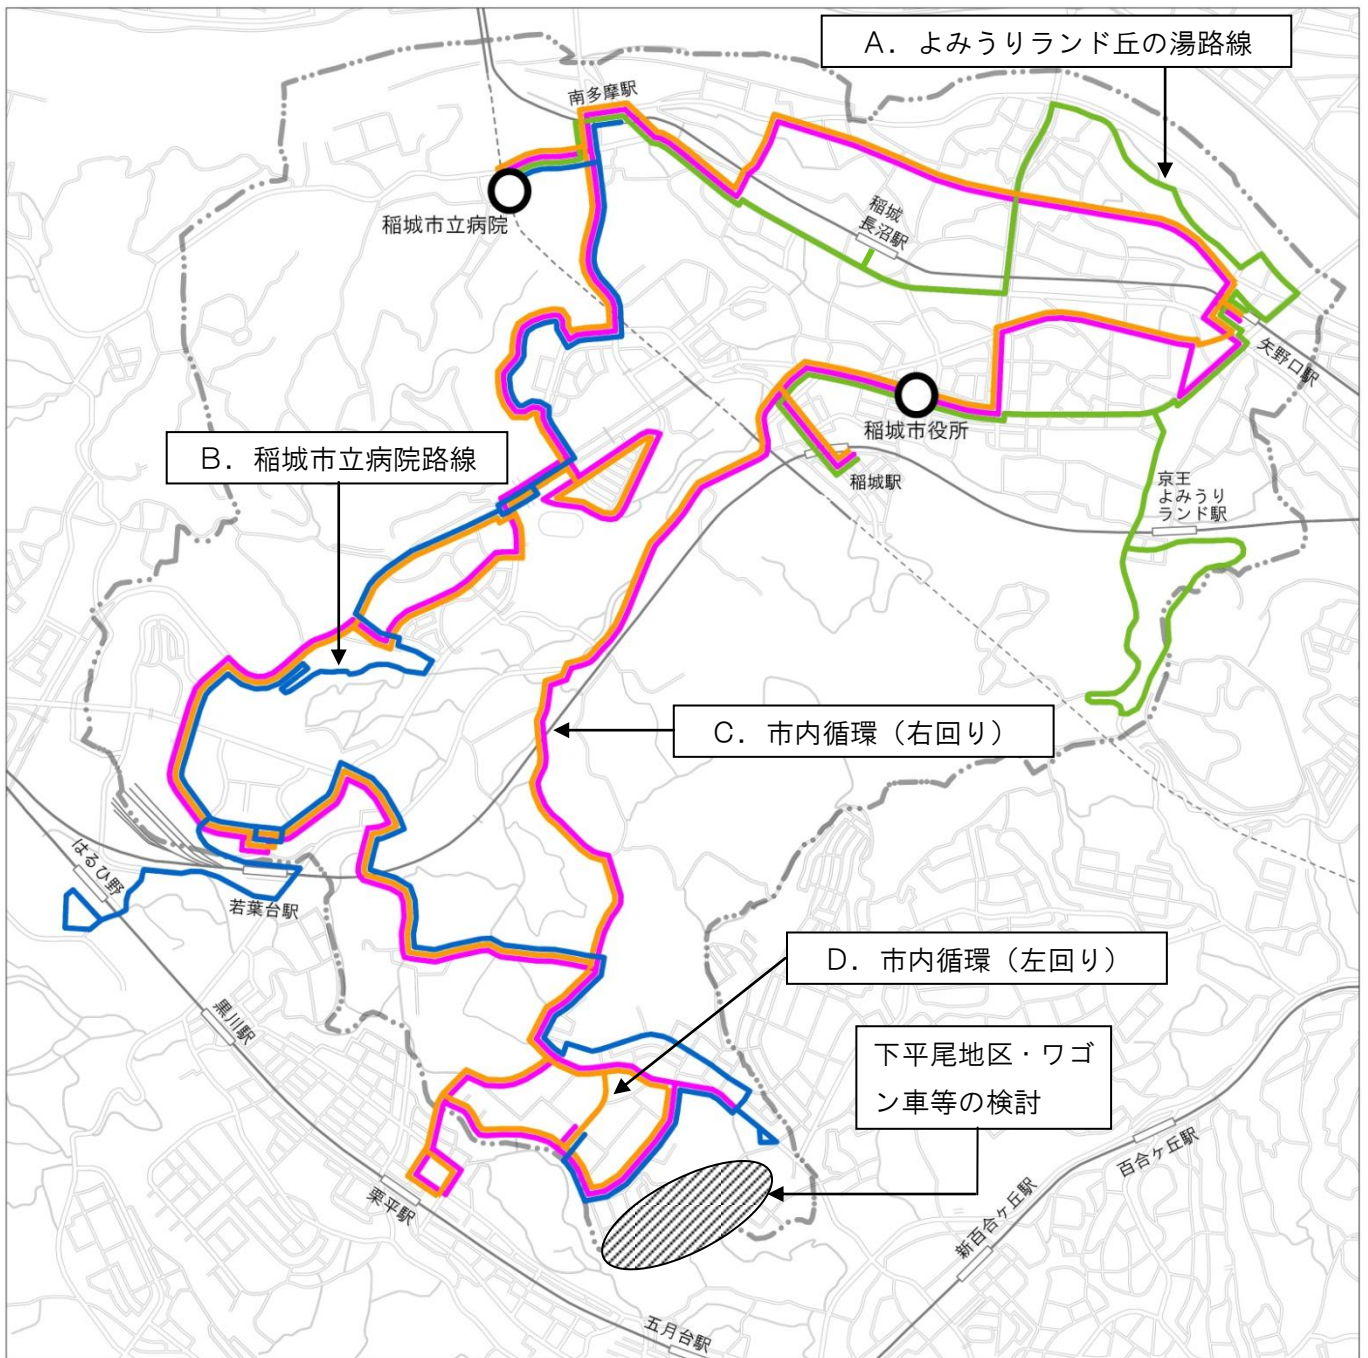 A．よみうりランド丘の湯路線
南多摩駅
稲城市立病院
稲城
長沼駅
矢野口駅
稲城市役所
B．稲城市立病院路線
稲城駅
京王
よみうり
ランド駅
C．市内循環（右回り）
はるひ野
若葉台駅
D．市内循環（左回り）
黒川駅
下平尾地区・ワゴ
ン車等の検討
百合ヶ丘駅
栗平駅
新百合ヶ丘駅
五月台駅